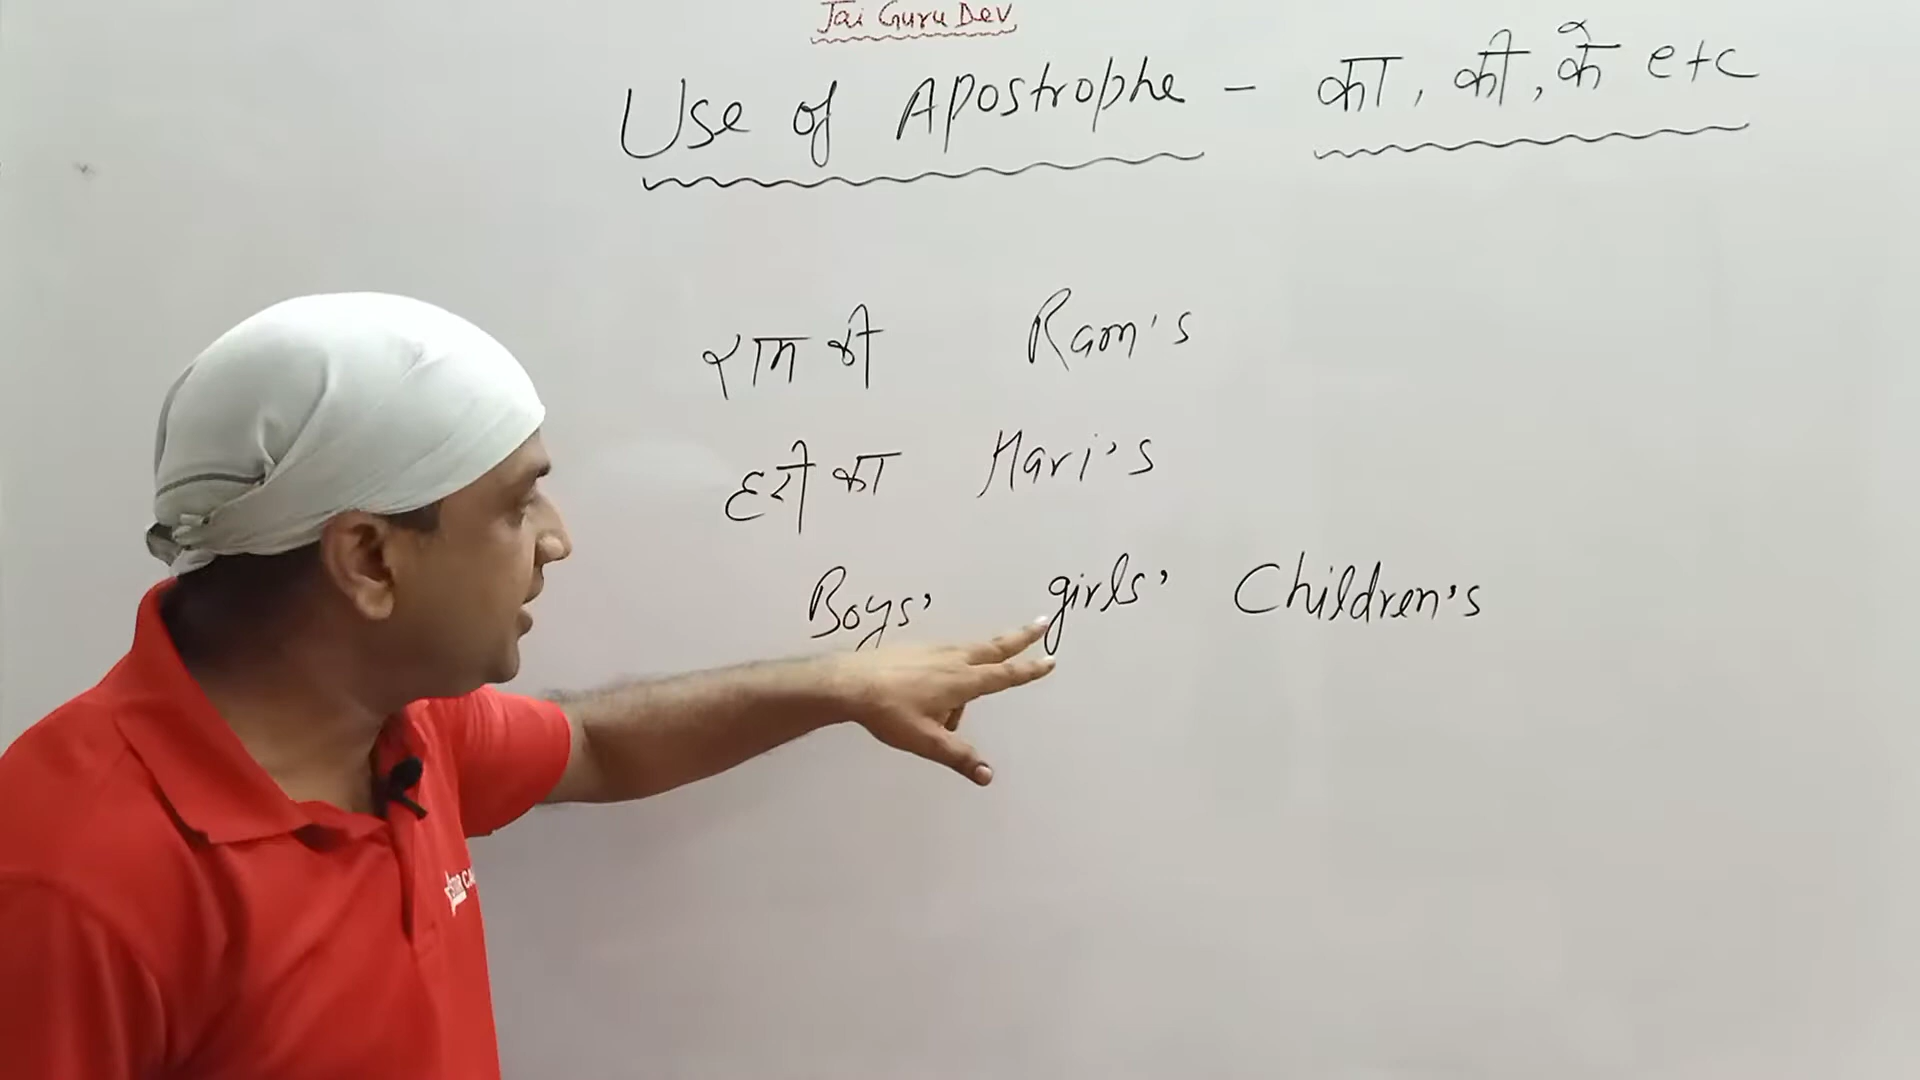 Jai Guru Dev
Use of Apostrophe - का, की, के etc
राम की Ram's
हरी का Hari's
Boys' girls' Children's